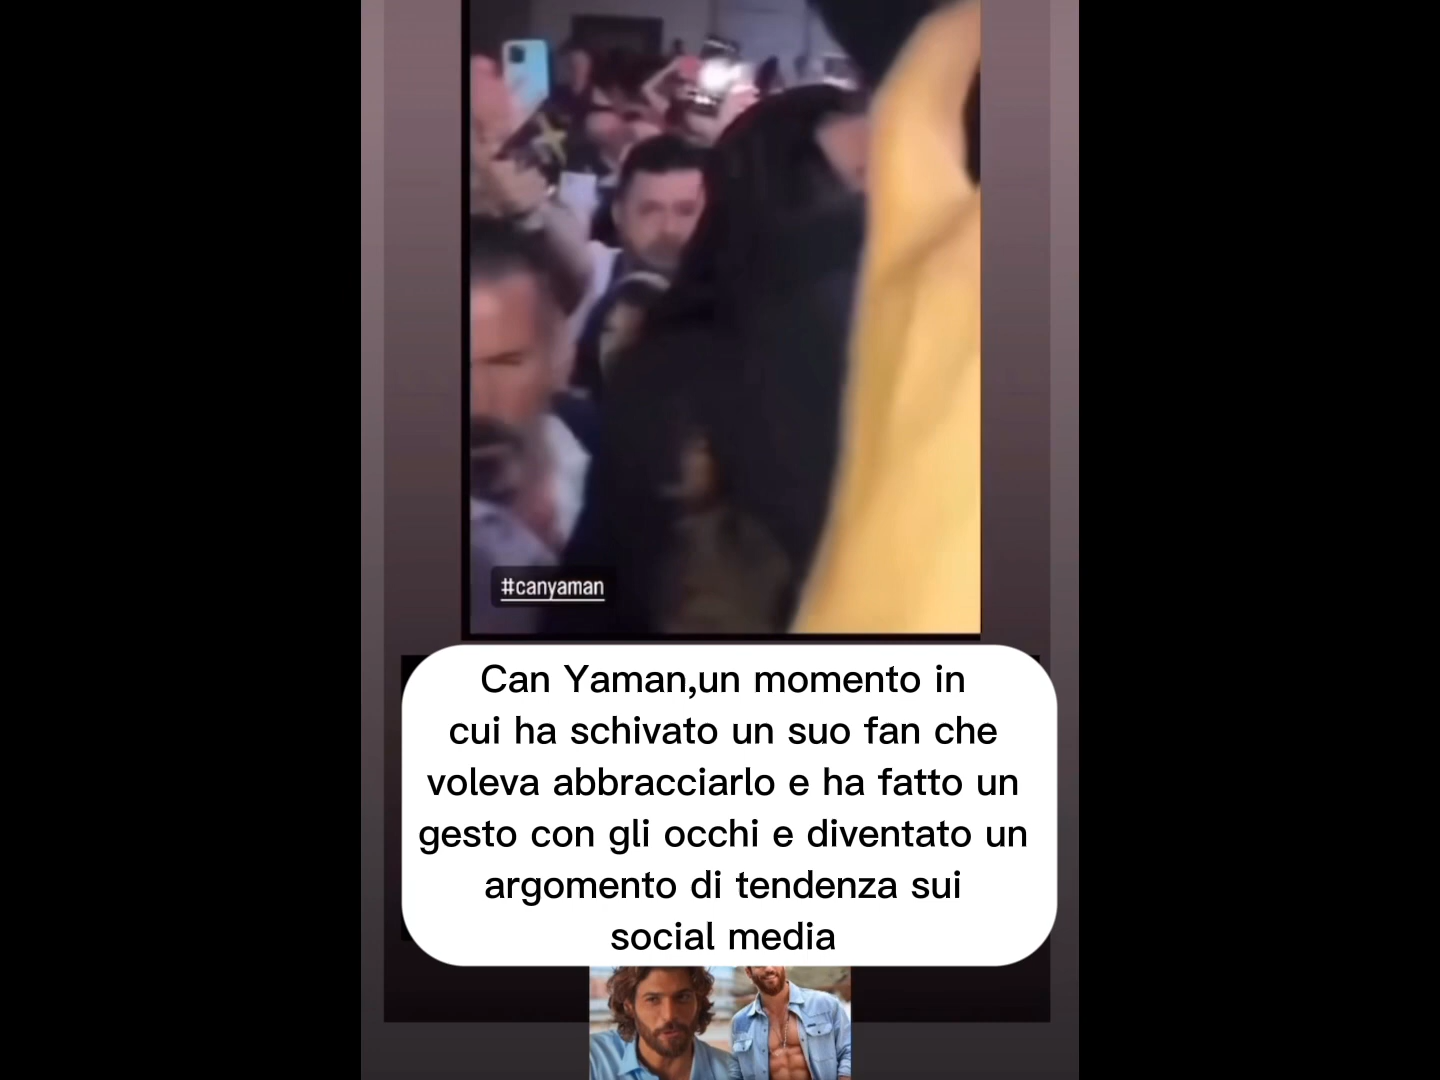 #canyaman
Can Yaman,un momento in
cui ha schivato un suo fan che
voleva abbracciarlo e ha fatto un
gesto con gli occhi e diventato un
argomento di tendenza sui
social media